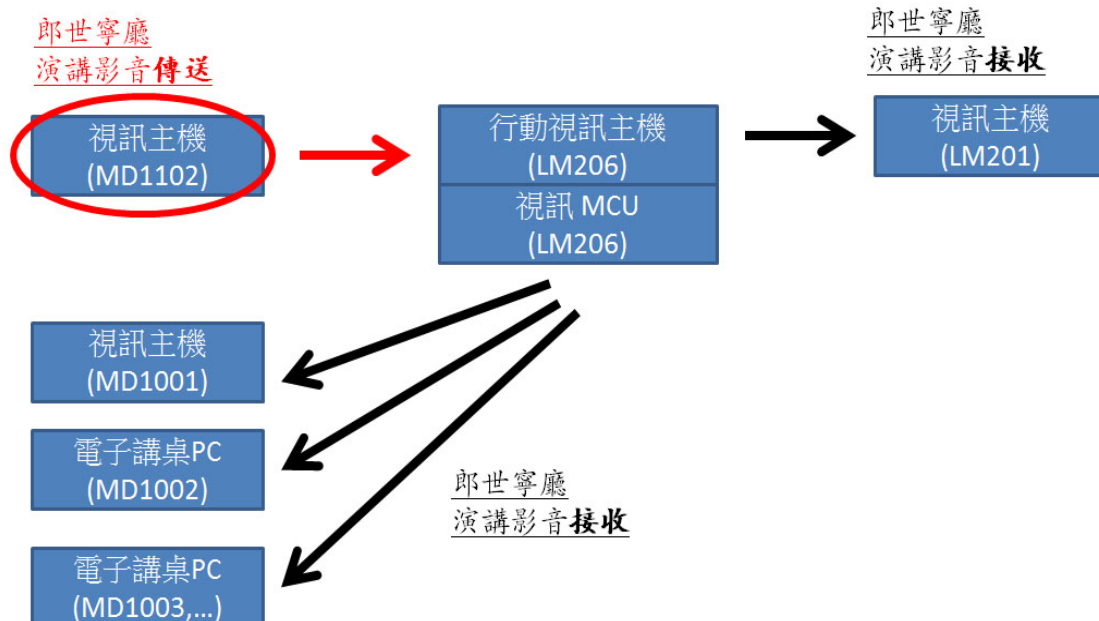 郎世寧廳
演講影音傳送
視訊主機
(MD1102)
行動視訊主機
(LM206)
視訊 MCU
(LM206)
郎世寧廳
演講影音接收
視訊主機
(LM201)
視訊主機
(MD1001)
電子講桌PC
(MD1002)
電子講桌PC
(MD1003,...)
郎世寧廳
演講影音接收